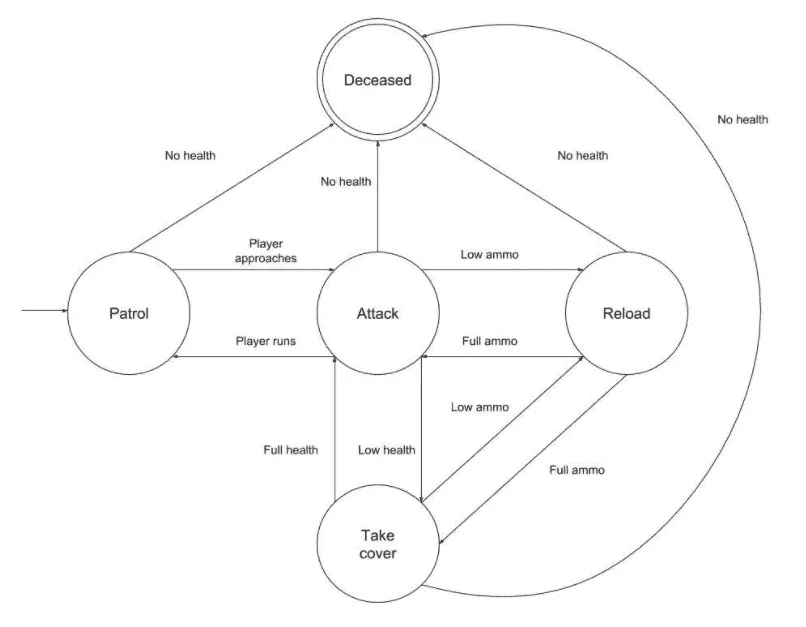 Deceased
No health
No health
No health
No health
Player
approaches
Low ammo
Patrol
Attack
Reload
Player runs
Full ammo
Low ammo
Full health
Low health
Full ammo
Take
cover